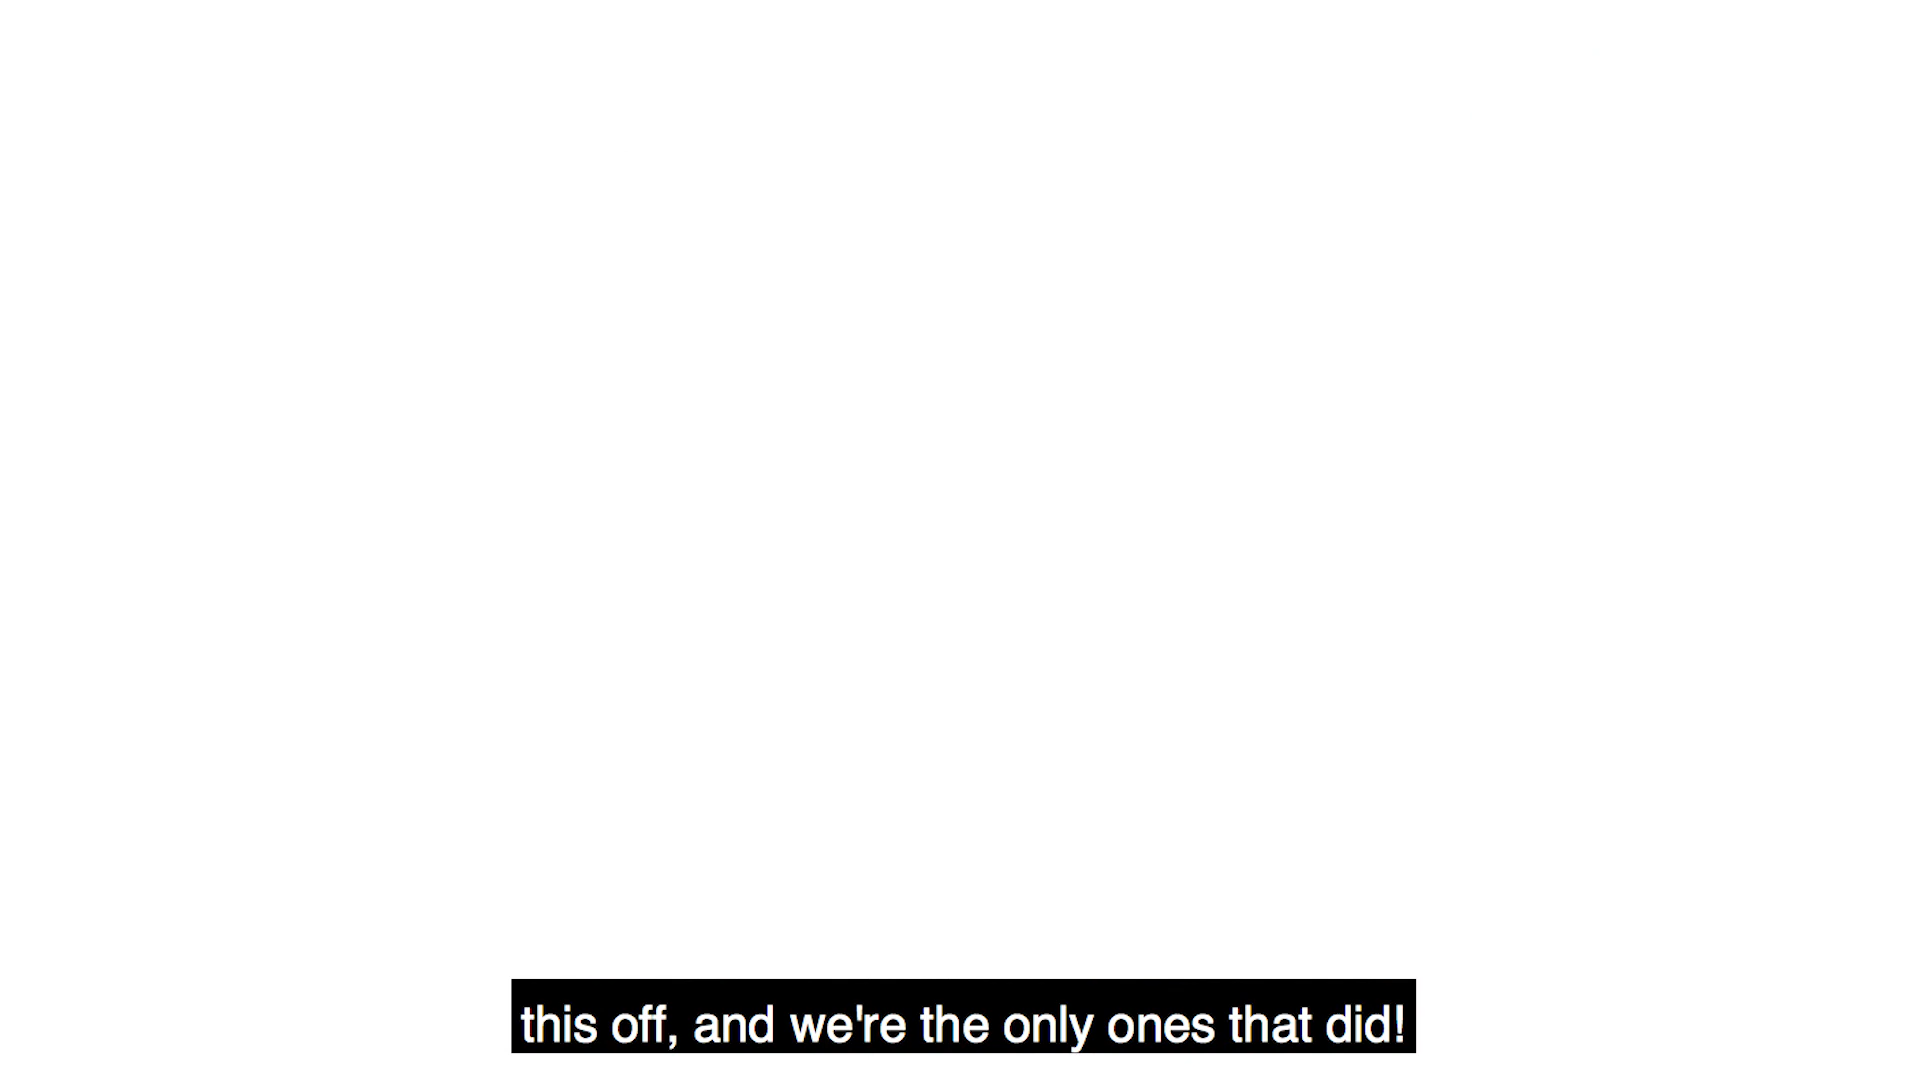 this off, and we're the only ones that did!